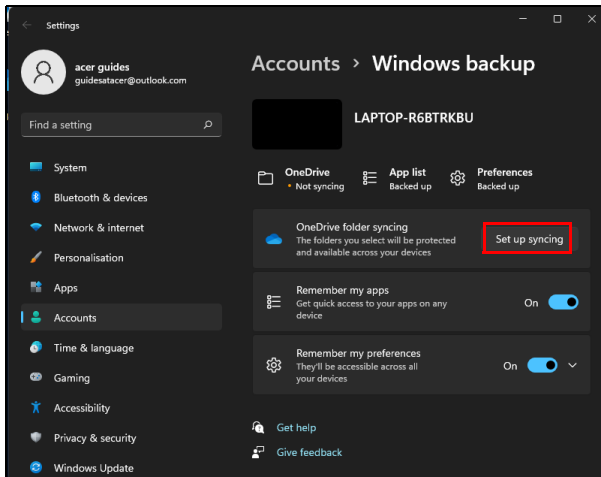 Settings
acer guides
guidesatacer@outlook.com
Find a setting
System
Bluetooth & devices
Network & internet
Personalisation
Apps
Accounts
Time & language
Gaming
Accessibility
Privacy & security
Windows Update
Accounts > Windows backup
LAPTOP-R6BTRKBU
OneDrive
• Not syncing
App list
Backed up
Preferences
Backed up
OneDrive folder syncing
The folders you select will be protected
and available across your devices
Set up syncing
Remember my apps
Get quick access to your apps on any
device
On
Remember my preferences
They'll be accessible across all
your devices
On
Get help
Give feedback